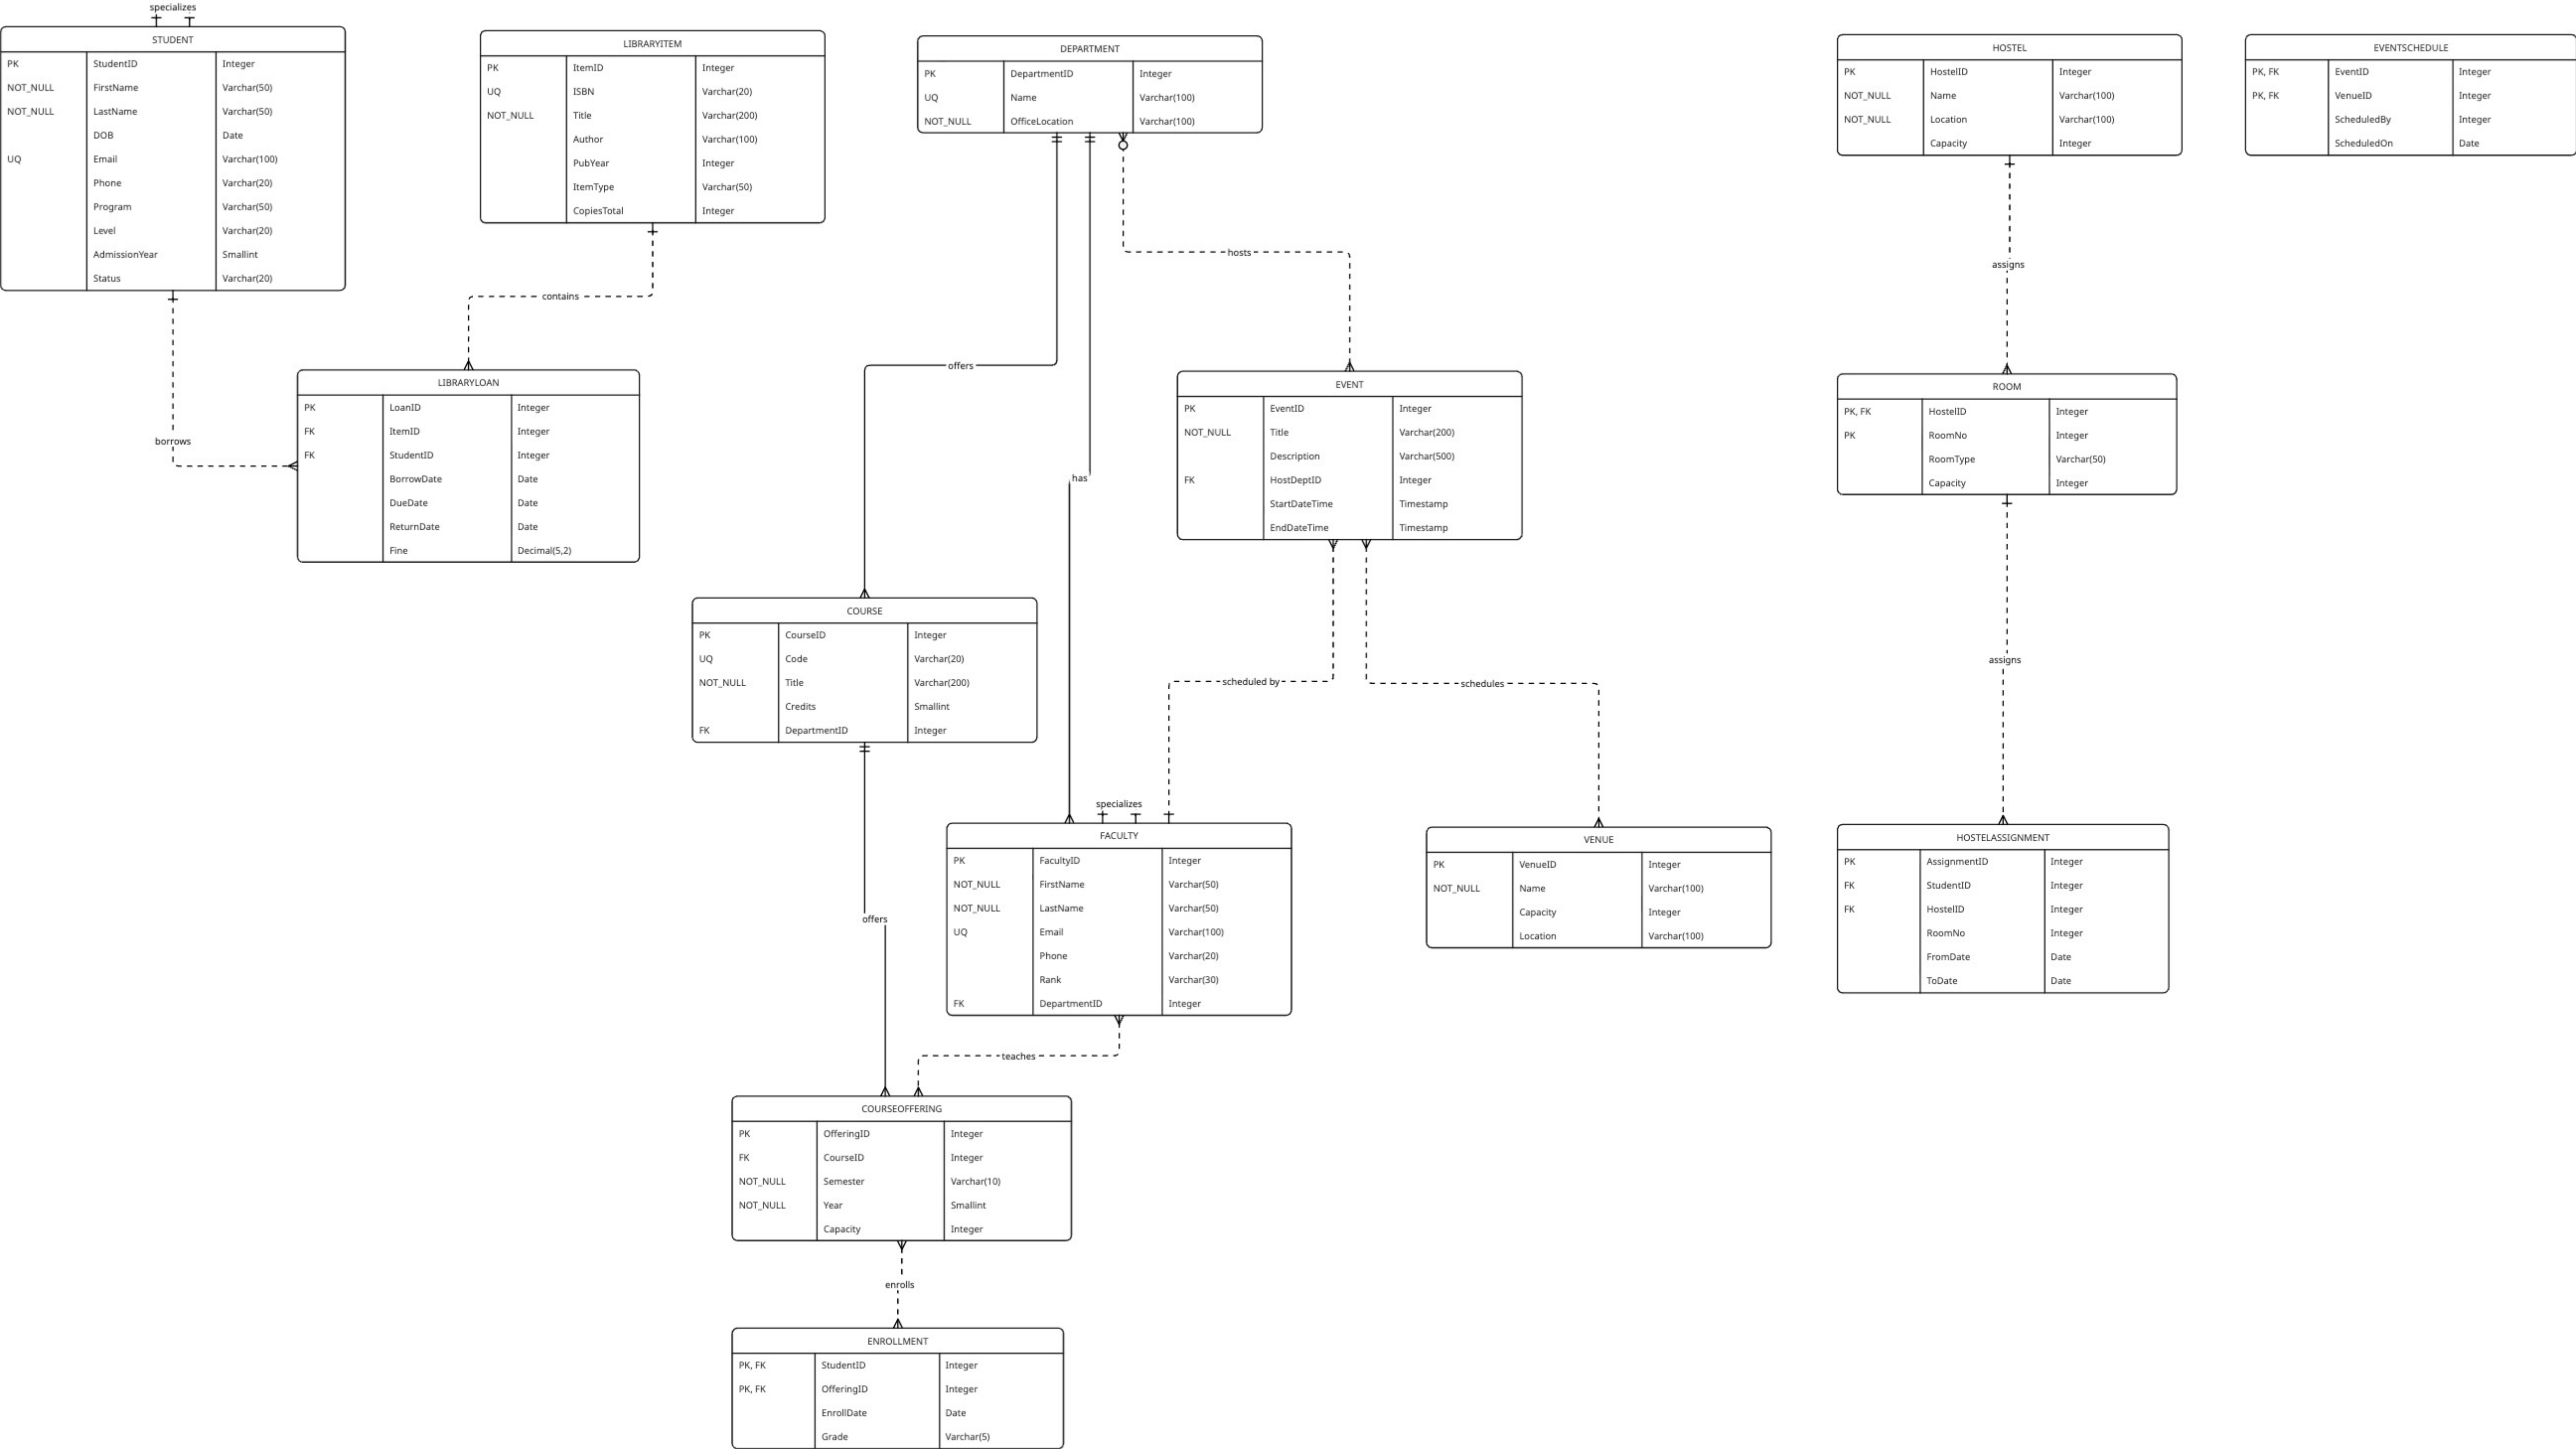 specializes
STUDENT
PK StudentID Integer
NOT_NULL FirstName Varchar(50)
NOT_NULL LastName Varchar(50)
DOB Date
UQ Email Varchar(100)
Phone Varchar(20)
Program Varchar(50)
Level Varchar(20)
AdmissionYear Smallint
Status Varchar(20)
LIBRARYITEM
PK ItemID Integer
UQ ISBN Varchar(20)
NOT_NULL Title Varchar(200)
Author Varchar(100)
PubYear Integer
ItemType Varchar(50)
CopiesTotal Integer
DEPARTMENT
PK DepartmentID Integer
UQ Name Varchar(100)
NOT_NULL OfficeLocation Varchar(100)
HOSTEL
PK HostelID Integer
NOT_NULL Name Varchar(100)
NOT_NULL Location Varchar(100)
Capacity Integer
EVENTSCHEDULE
PK, FK EventID Integer
PK, FK VenueID Integer
ScheduledBy Integer
ScheduledOn Date
hosts
assigns
contains
offers
borrows
has
LIBRARYLOAN
PK LoanID Integer
FK ItemID Integer
FK StudentID Integer
BorrowDate Date
DueDate Date
ReturnDate Date
Fine Decimal(5,2)
EVENT
PK EventID Integer
NOT_NULL Title Varchar(200)
Description Varchar(500)
FK HostDeptID Integer
StartDateTime Timestamp
EndDateTime Timestamp
ROOM
PK, FK HostelID Integer
PK RoomNo Integer
RoomType Varchar(50)
Capacity Integer
COURSE
PK CourseID Integer
UQ Code Varchar(20)
NOT_NULL Title Varchar(200)
Credits Smallint
FK DepartmentID Integer
scheduled by
schedules
assigns
specializes
offers
FACULTY
PK FacultyID Integer
NOT_NULL FirstName Varchar(50)
NOT_NULL LastName Varchar(50)
UQ Email Varchar(100)
Phone Varchar(20)
Rank Varchar(30)
FK DepartmentID Integer
VENUE
PK VenueID Integer
NOT_NULL Name Varchar(100)
Capacity Integer
Location Varchar(100)
HOSTELASSIGNMENT
PK AssignmentID Integer
FK StudentID Integer
FK HostelID Integer
RoomNo Integer
FromDate Date
ToDate Date
teaches
COURSEOFFERING
PK OfferingID Integer
FK CourseID Integer
NOT_NULL Semester Varchar(10)
NOT_NULL Year Smallint
Capacity Integer
enrolls
ENROLLMENT
PK, FK StudentID Integer
PK, FK OfferingID Integer
EnrollDate Date
Grade Varchar(5)